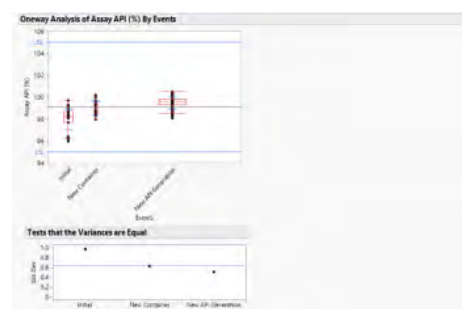 Oneway Analysis of Assay API (%) By Events
106
104
102
100
98
96
94
Assay API (%)
Initial
New Container
New API Generation
Events
Tests that the Variances are Equal
1.0
0.8
0.6
0.4
0.2
0
Std Dev
Initial
New Container
New API Generation